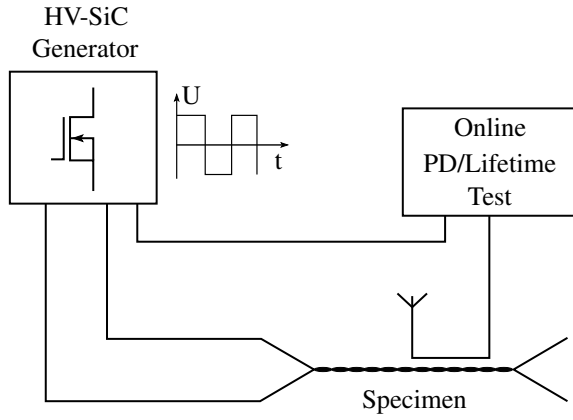 HV-SiC
Generator
U
t
Online
PD/Lifetime
Test
Specimen